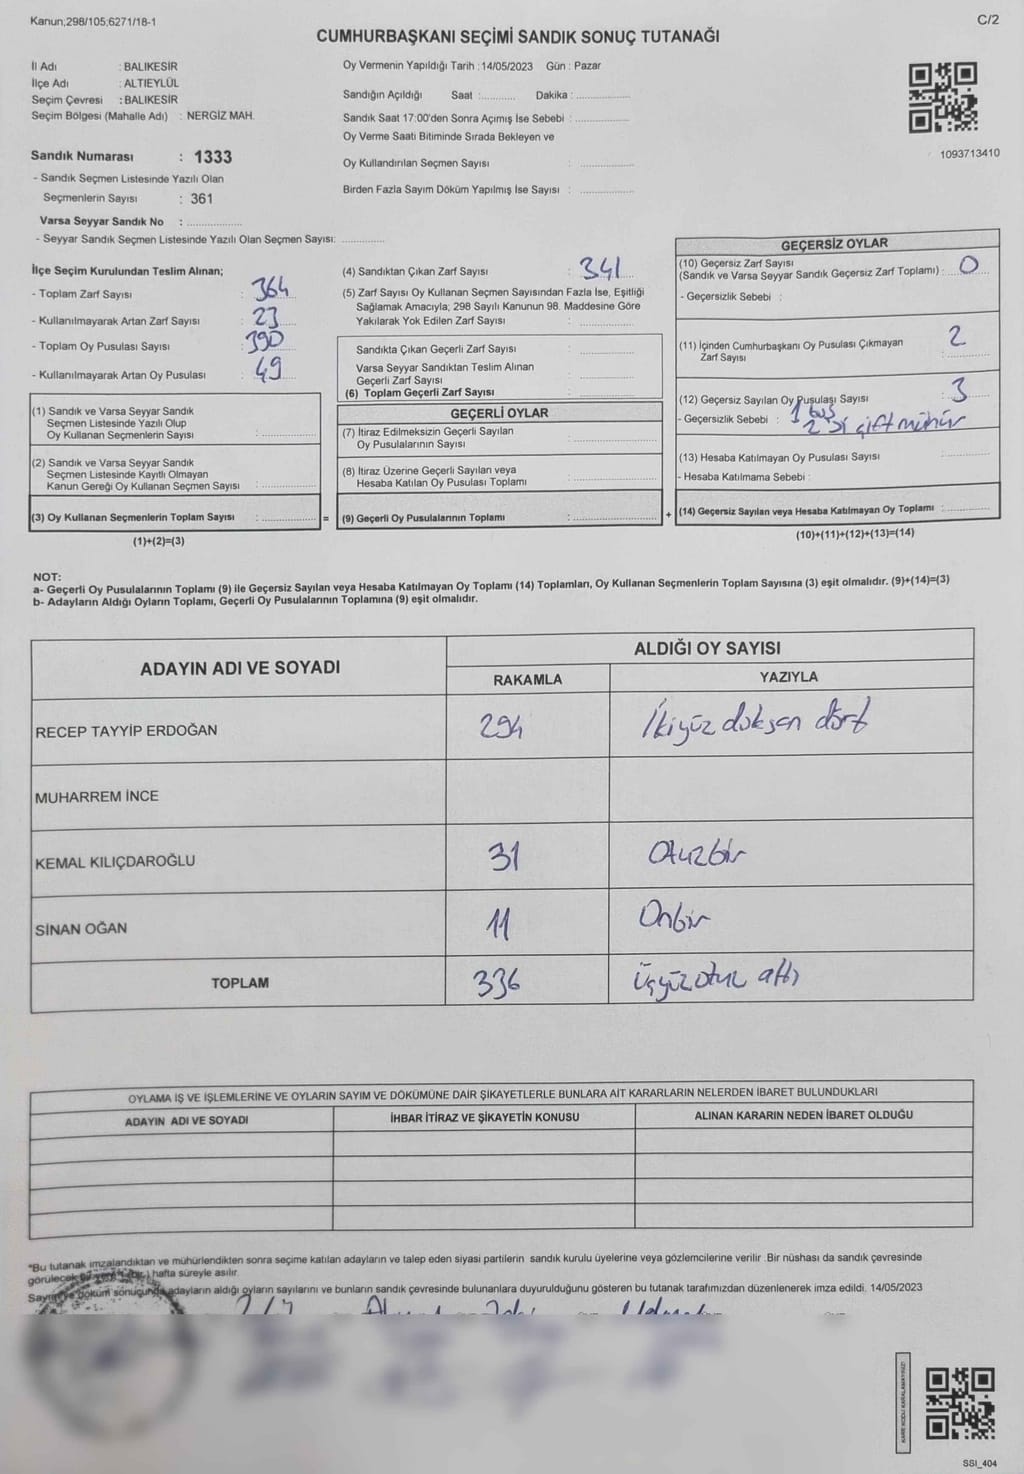 Kanun;298/105,6271/18-1
C/2
CUMHURBAŞKANI SEÇİMİ SANDIK SONUÇ TUTANAĞI
İl Adı : BALIKESİR
İlçe Adı : ALTIEYLÜL
Seçim Çevresi : BALIKESİR
Seçim Bölgesi (Mahalle Adı) : NERGİZ MAH.
Sandık Numarası : 1333
- Sandık Seçmen Listesinde Yazılı Olan
Seçmenlerin Sayısı : 361
Varsa Seyyar Sandık No : ..................
- Seyyar Sandık Seçmen Listesinde Yazılı Olan Seçmen Sayısı: ..............
Oy Vermenin Yapıldığı Tarih : 14/05/2023 Gün : Pazar
Sandığın Açıldığı Saat :........... Dakika : ..................
Sandık Saat 17:00'den Sonra Açımış İse Sebebi : ..................
Oy Verme Saati Bitiminde Sırada Bekleyen ve
Oy Kullandırılan Seçmen Sayısı : ..................
Birden Fazla Sayım Döküm Yapılmış İse Sayısı : ..................
1093713410
İlçe Seçim Kurulundan Teslim Alınan;
- Toplam Zarf Sayısı : 364
- Kullanılmayarak Artan Zarf Sayısı : 23
- Toplam Oy Pusulası Sayısı : 390
- Kullanılmayarak Artan Oy Pusulası : 49
(1) Sandık ve Varsa Seyyar Sandık
Seçmen Listesinde Yazılı Olup
Oy Kullanan Seçmenlerin Sayısı : ..................
(2) Sandık ve Varsa Seyyar Sandık
Seçmen Listesinde Kayıtlı Olmayan
Kanun Gereği Oy Kullanan Seçmen Sayısı : ..................
(3) Oy Kullanan Seçmenlerin Toplam Sayısı : ..................
=
(1)+(2)=(3)
(4) Sandıktan Çıkan Zarf Sayısı : 341
(5) Zarf Sayısı Oy Kullanan Seçmen Sayısından Fazla İse, Eşitliği
Sağlamak Amacıyla; 298 Sayılı Kanunun 98. Maddesine Göre
Yakılarak Yok Edilen Zarf Sayısı : ..................
Sandıkta Çıkan Geçerli Zarf Sayısı : ..................
Varsa Seyyar Sandıktan Teslim Alınan
Geçerli Zarf Sayısı : ..................
(6) Toplam Geçerli Zarf Sayısı : ..................
GEÇERLİ OYLAR
(7) İtiraz Edilmeksizin Geçerli Sayılan
Oy Pusulalarının Sayısı : ..................
(8) İtiraz Üzerine Geçerli Sayılan veya
Hesaba Katılan Oy Pusulası Toplamı : ..................
(9) Geçerli Oy Pusulalarının Toplamı : ..................
+
GEÇERSİZ OYLAR
(10) Geçersiz Zarf Sayısı
(Sandık ve Varsa Seyyar Sandık Geçersiz Zarf Toplamı) : 0
- Geçersizlik Sebebi :
(11) İçinden Cumhurbaşkanı Oy Pusulası Çıkmayan
Zarf Sayısı : 2
(12) Geçersiz Sayılan Oy Pusulası Sayısı : 3
- Geçersizlik Sebebi : 1 boş
2 si çift mühür
(13) Hesaba Katılmayan Oy Pusulası Sayısı : ..................
- Hesaba Katılmama Sebebi :
(14) Geçersiz Sayılan veya Hesaba Katılmayan Oy Toplamı : ..................
(10)+(11)+(12)+(13)=(14)
NOT:
a- Geçerli Oy Pusulalarının Toplamı (9) ile Geçersiz Sayılan veya Hesaba Katılmayan Oy Toplamı (14) Toplamları, Oy Kullanan Seçmenlerin Toplam Sayısına (3) eşit olmalıdır. (9)+(14)=(3)
b- Adayların Aldığı Oyların Toplamı, Geçerli Oy Pusulalarının Toplamına (9) eşit olmalıdır.
ADAYIN ADI VE SOYADI
ALDIĞI OY SAYISI
RAKAMLA YAZIYLA
RECEP TAYYİP ERDOĞAN 294 İkiyüz doksan dört
MUHARREM İNCE
KEMAL KILIÇDAROĞLU 31 Otuzbir
SİNAN OĞAN 11 Onbir
TOPLAM 336 Üçyüz otuz altı
OYLAMA İŞ VE İŞLEMLERİNE VE OYLARIN SAYIM VE DÖKÜMÜNE DAİR ŞİKAYETLERLE BUNLARA AİT KARARLARIN NELERDEN İBARET BULUNDUKLARI
ADAYIN ADI VE SOYADI İHBAR İTİRAZ VE ŞİKAYETİN KONUSU ALINAN KARARIN NEDEN İBARET OLDUĞU
*Bu tutanak imzalandıktan ve mühürlendikten sonra seçime katılan adayların ve talep eden siyasi partilerin sandık kurulu üyelerine veya gözlemcilerine verilir. Bir nüshası da sandık çevresinde
görülecek bir yere (bir) hafta süreyle asılır.
Sayım ve döküm sonucunda adayların aldığı oyların sayılarını ve bunların sandık çevresinde bulunanlara duyurulduğunu gösteren bu tutanak tarafımızdan düzenlenerek imza edildi. 14/05/2023
KARE KODU KARALAMAYINIZ!
SSI_404